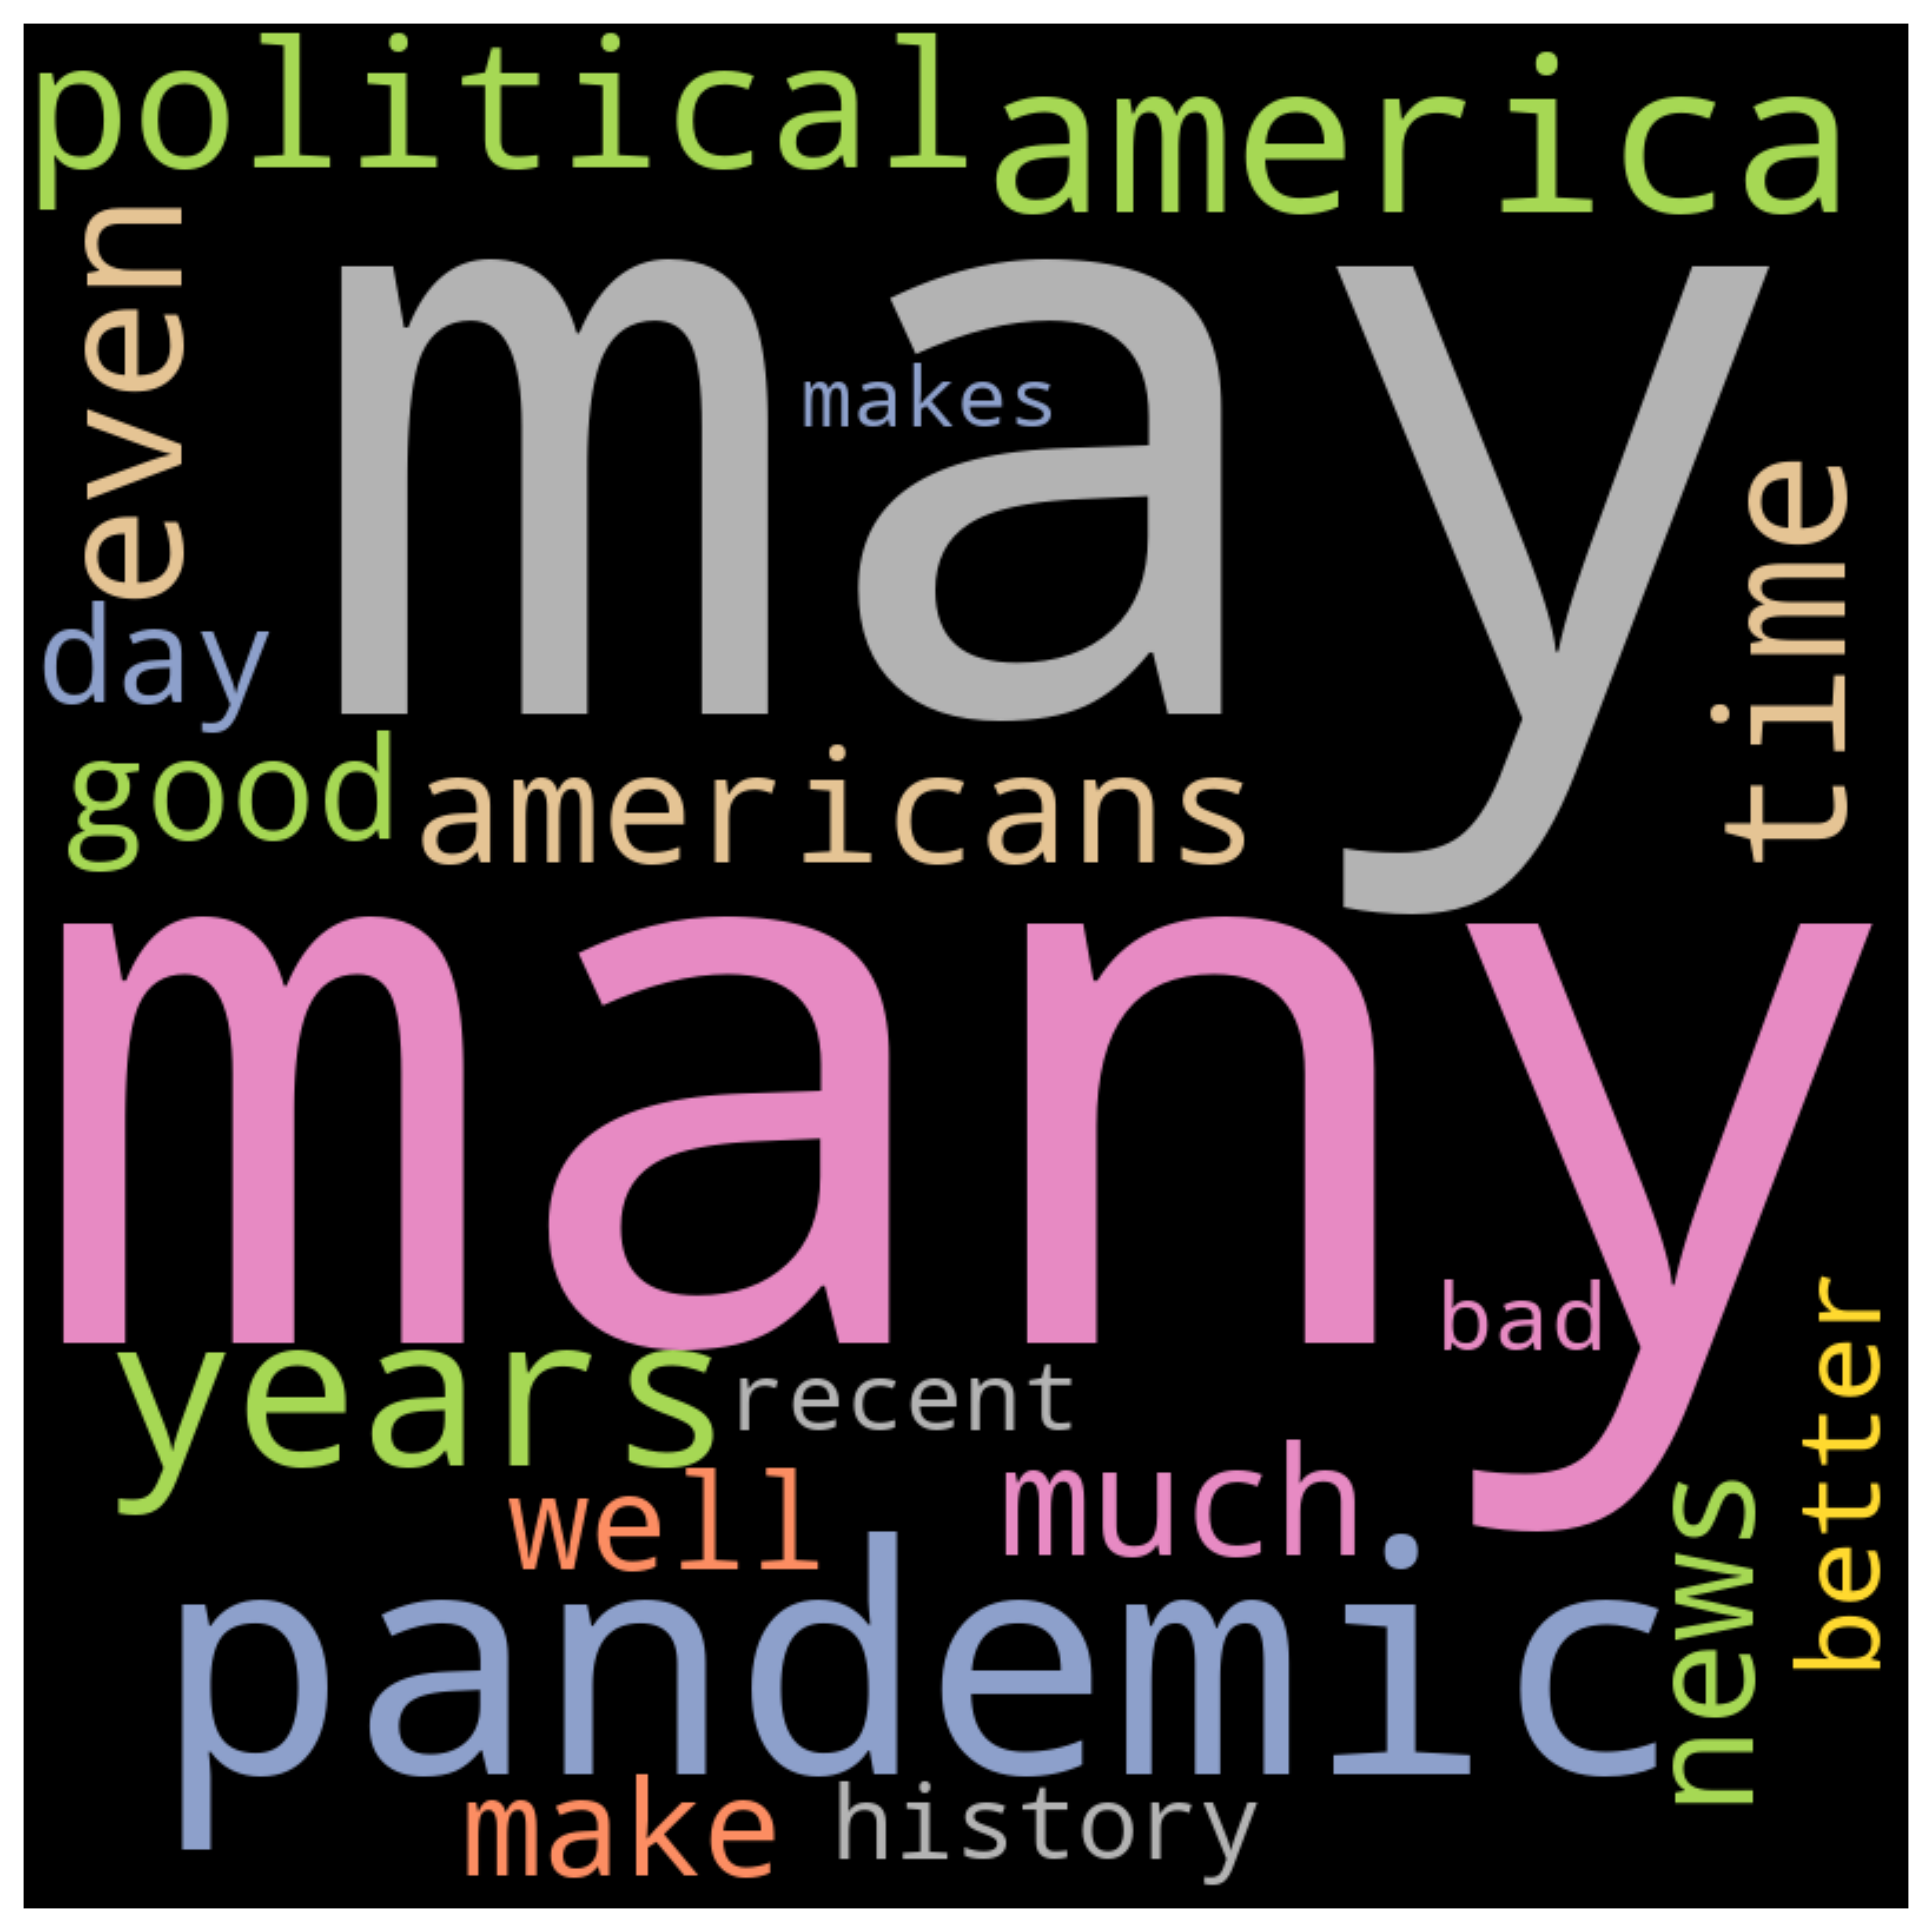 political america
even
may
makes
time
day
good americans
many
bad
years recent
better
well much
news
pandemic
make history